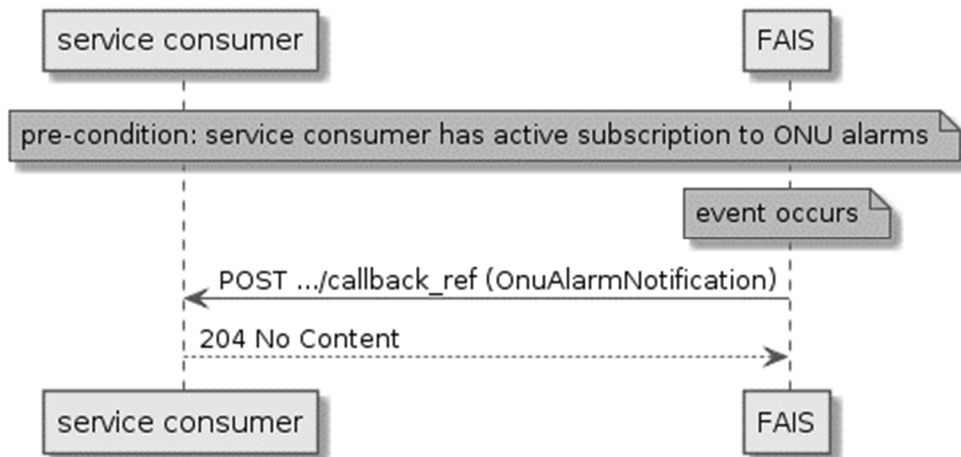 service consumer
FAIS
pre-condition: service consumer has active subscription to ONU alarms
event occurs
POST .../callback_ref (OnuAlarmNotification)
204 No Content
service consumer
FAIS